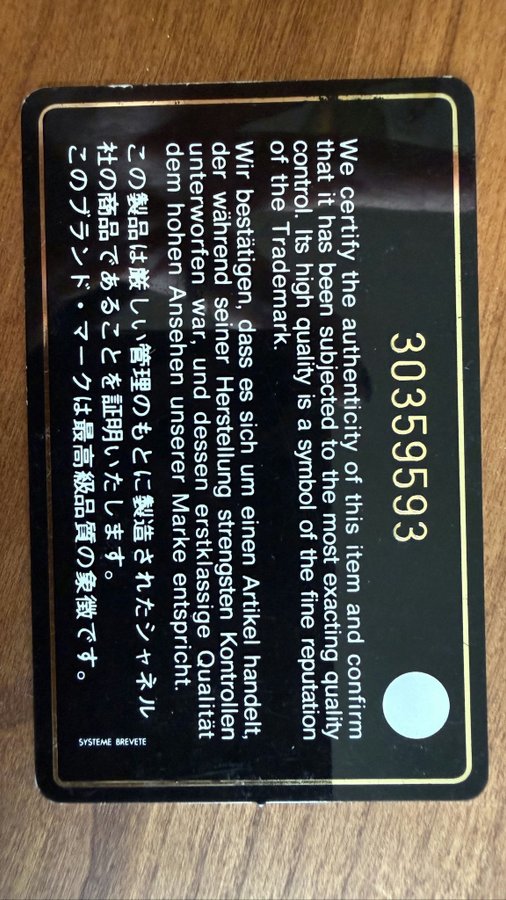 30359593
We certify the authenticity of this item and confirm
that it has been subjected to the most exacting quality
control. Its high quality is a symbol of the fine reputation
of the Trademark.
Wir bestätigen, dass es sich um einen Artikel handelt,
der während seiner Herstellung strengsten Kontrollen
unterworfen war, und dessen erstklassige Qualität
dem hohen Ansehen unserer Marke entspricht.
この製品は厳しい管理のもとに製造されたシャネル
社の商品であることを証明いたします。
このブランド・マークは最高級品質の象徴です。
SYSTEME BREVETE